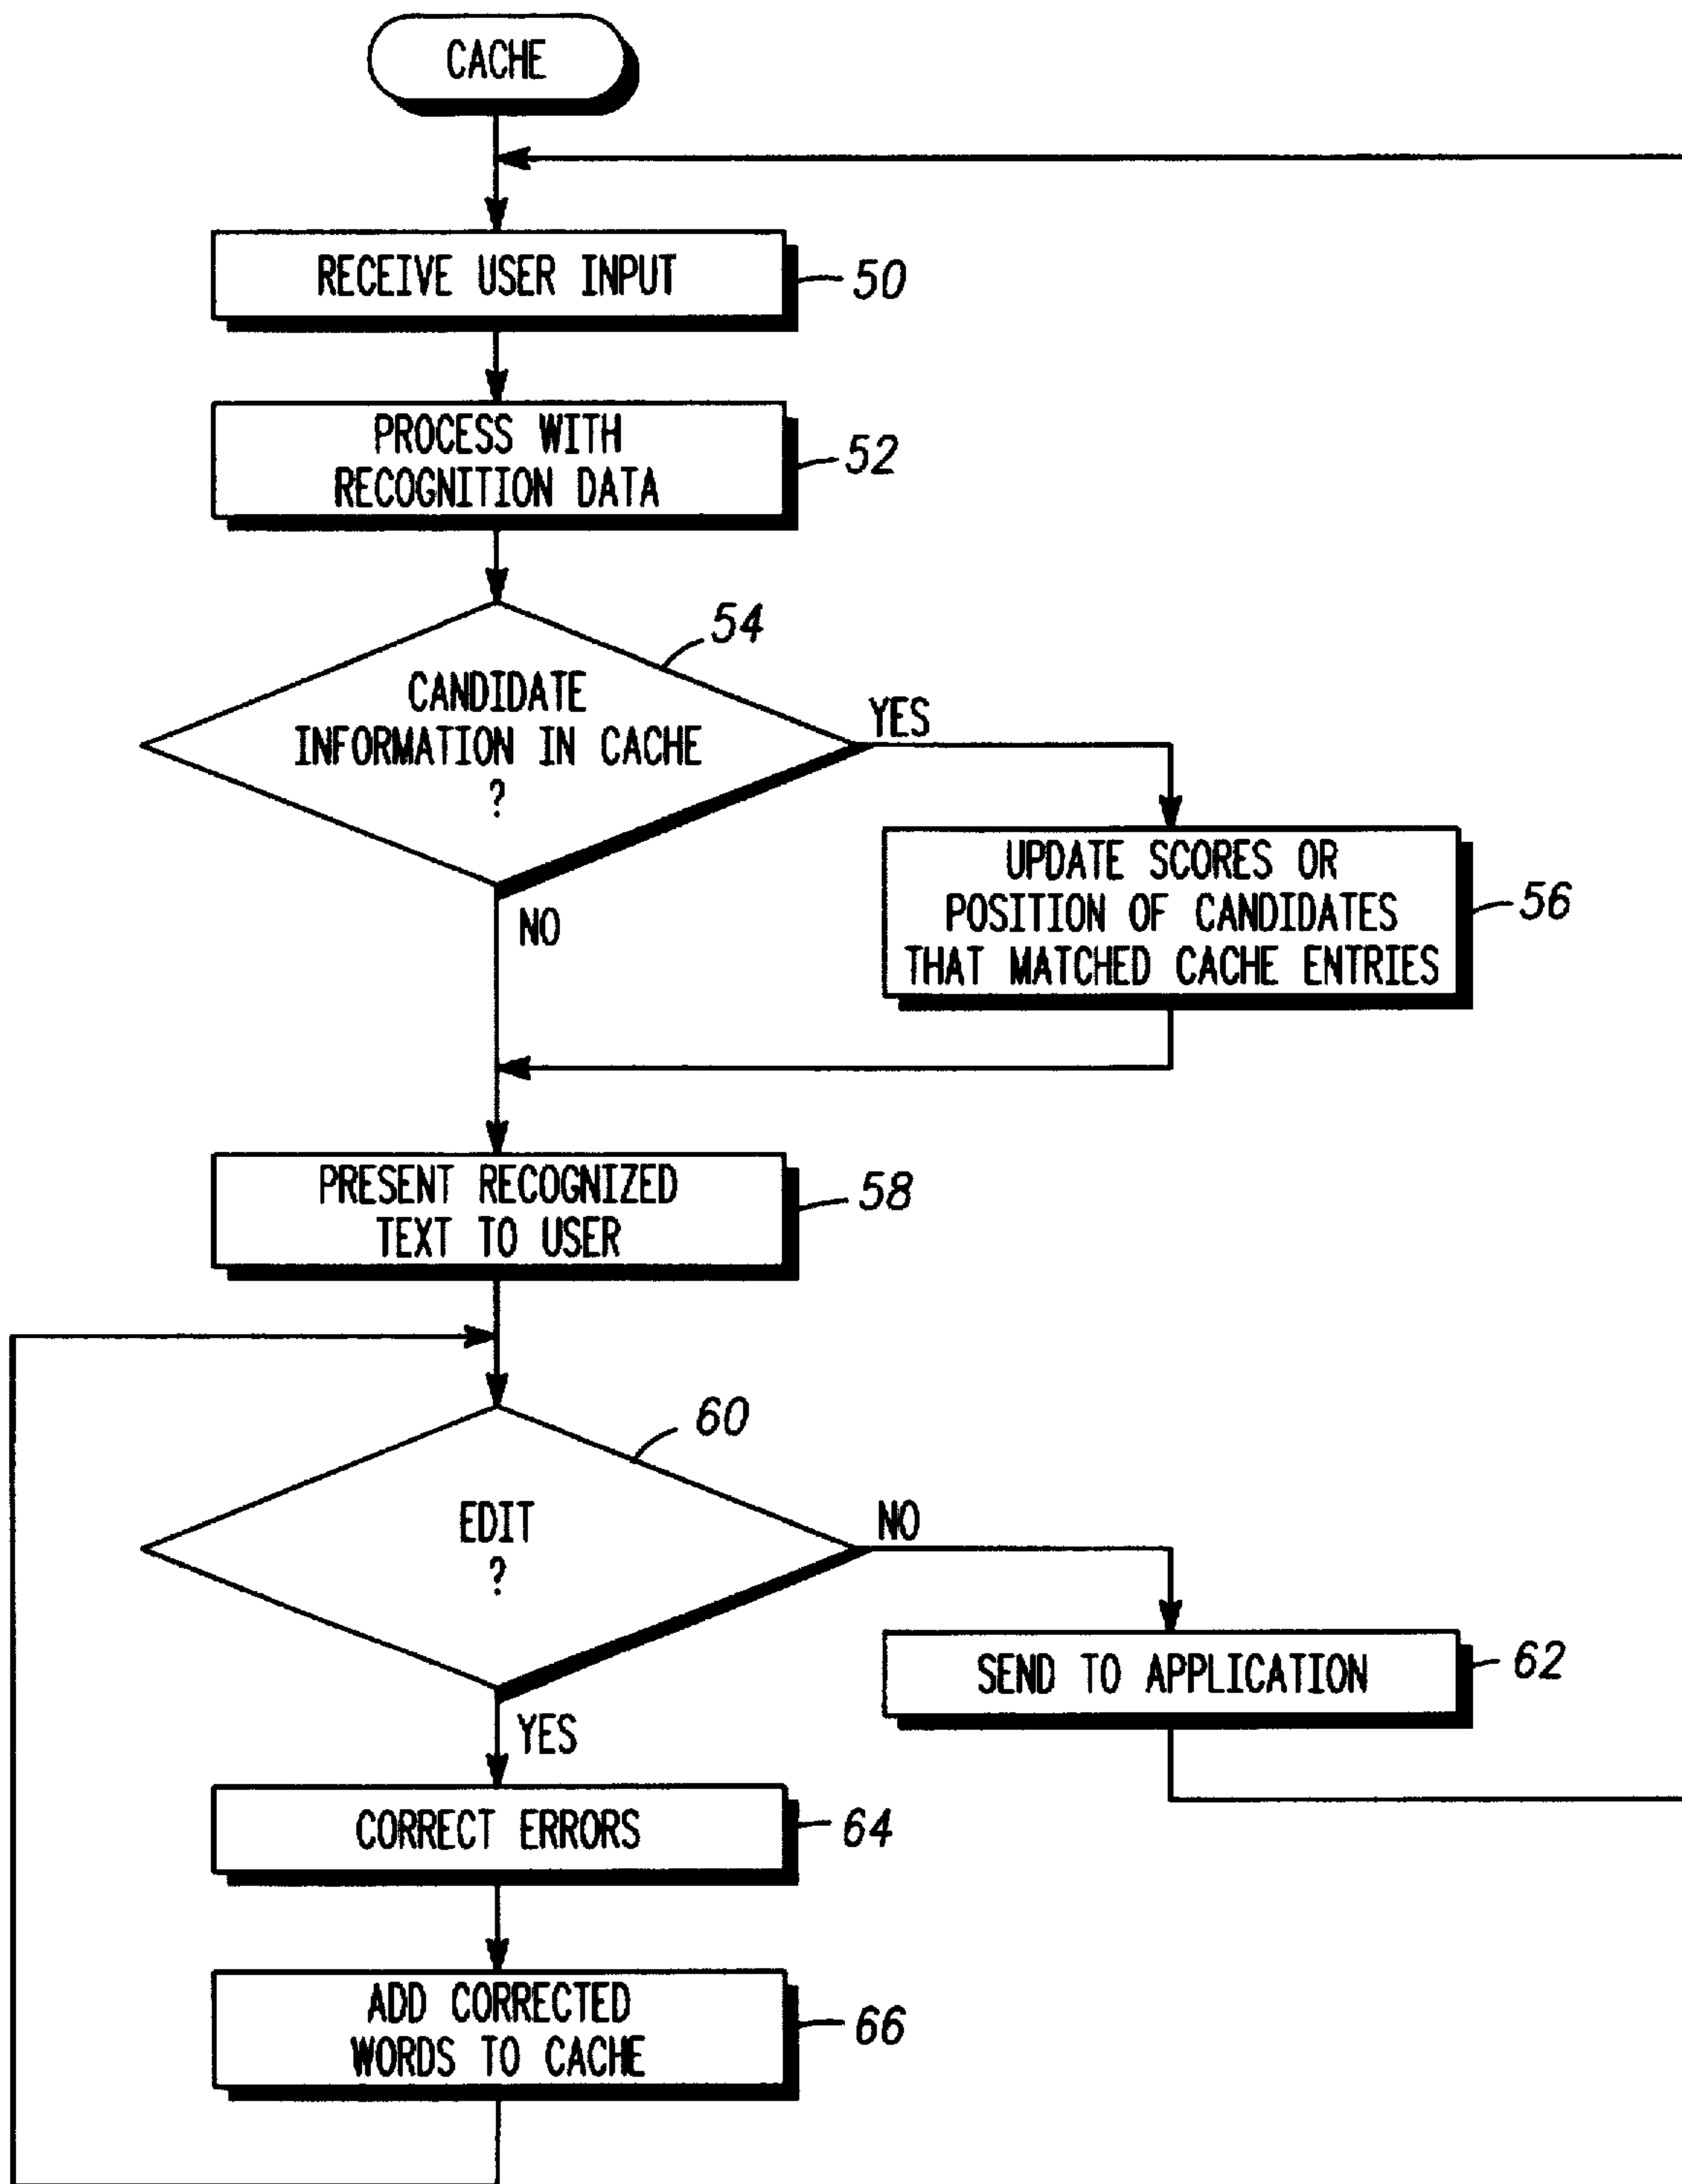 CACHE
RECEIVE USER INPUT
50
PROCESS WITH
RECOGNITION DATA
52
54
CANDIDATE
INFORMATION IN CACHE
?
YES
NO
UPDATE SCORES OR
POSITION OF CANDIDATES
THAT MATCHED CACHE ENTRIES
56
PRESENT RECOGNIZED
TEXT TO USER
58
60
EDIT
?
NO
YES
SEND TO APPLICATION
62
CORRECT ERRORS
64
ADD CORRECTED
WORDS TO CACHE
66